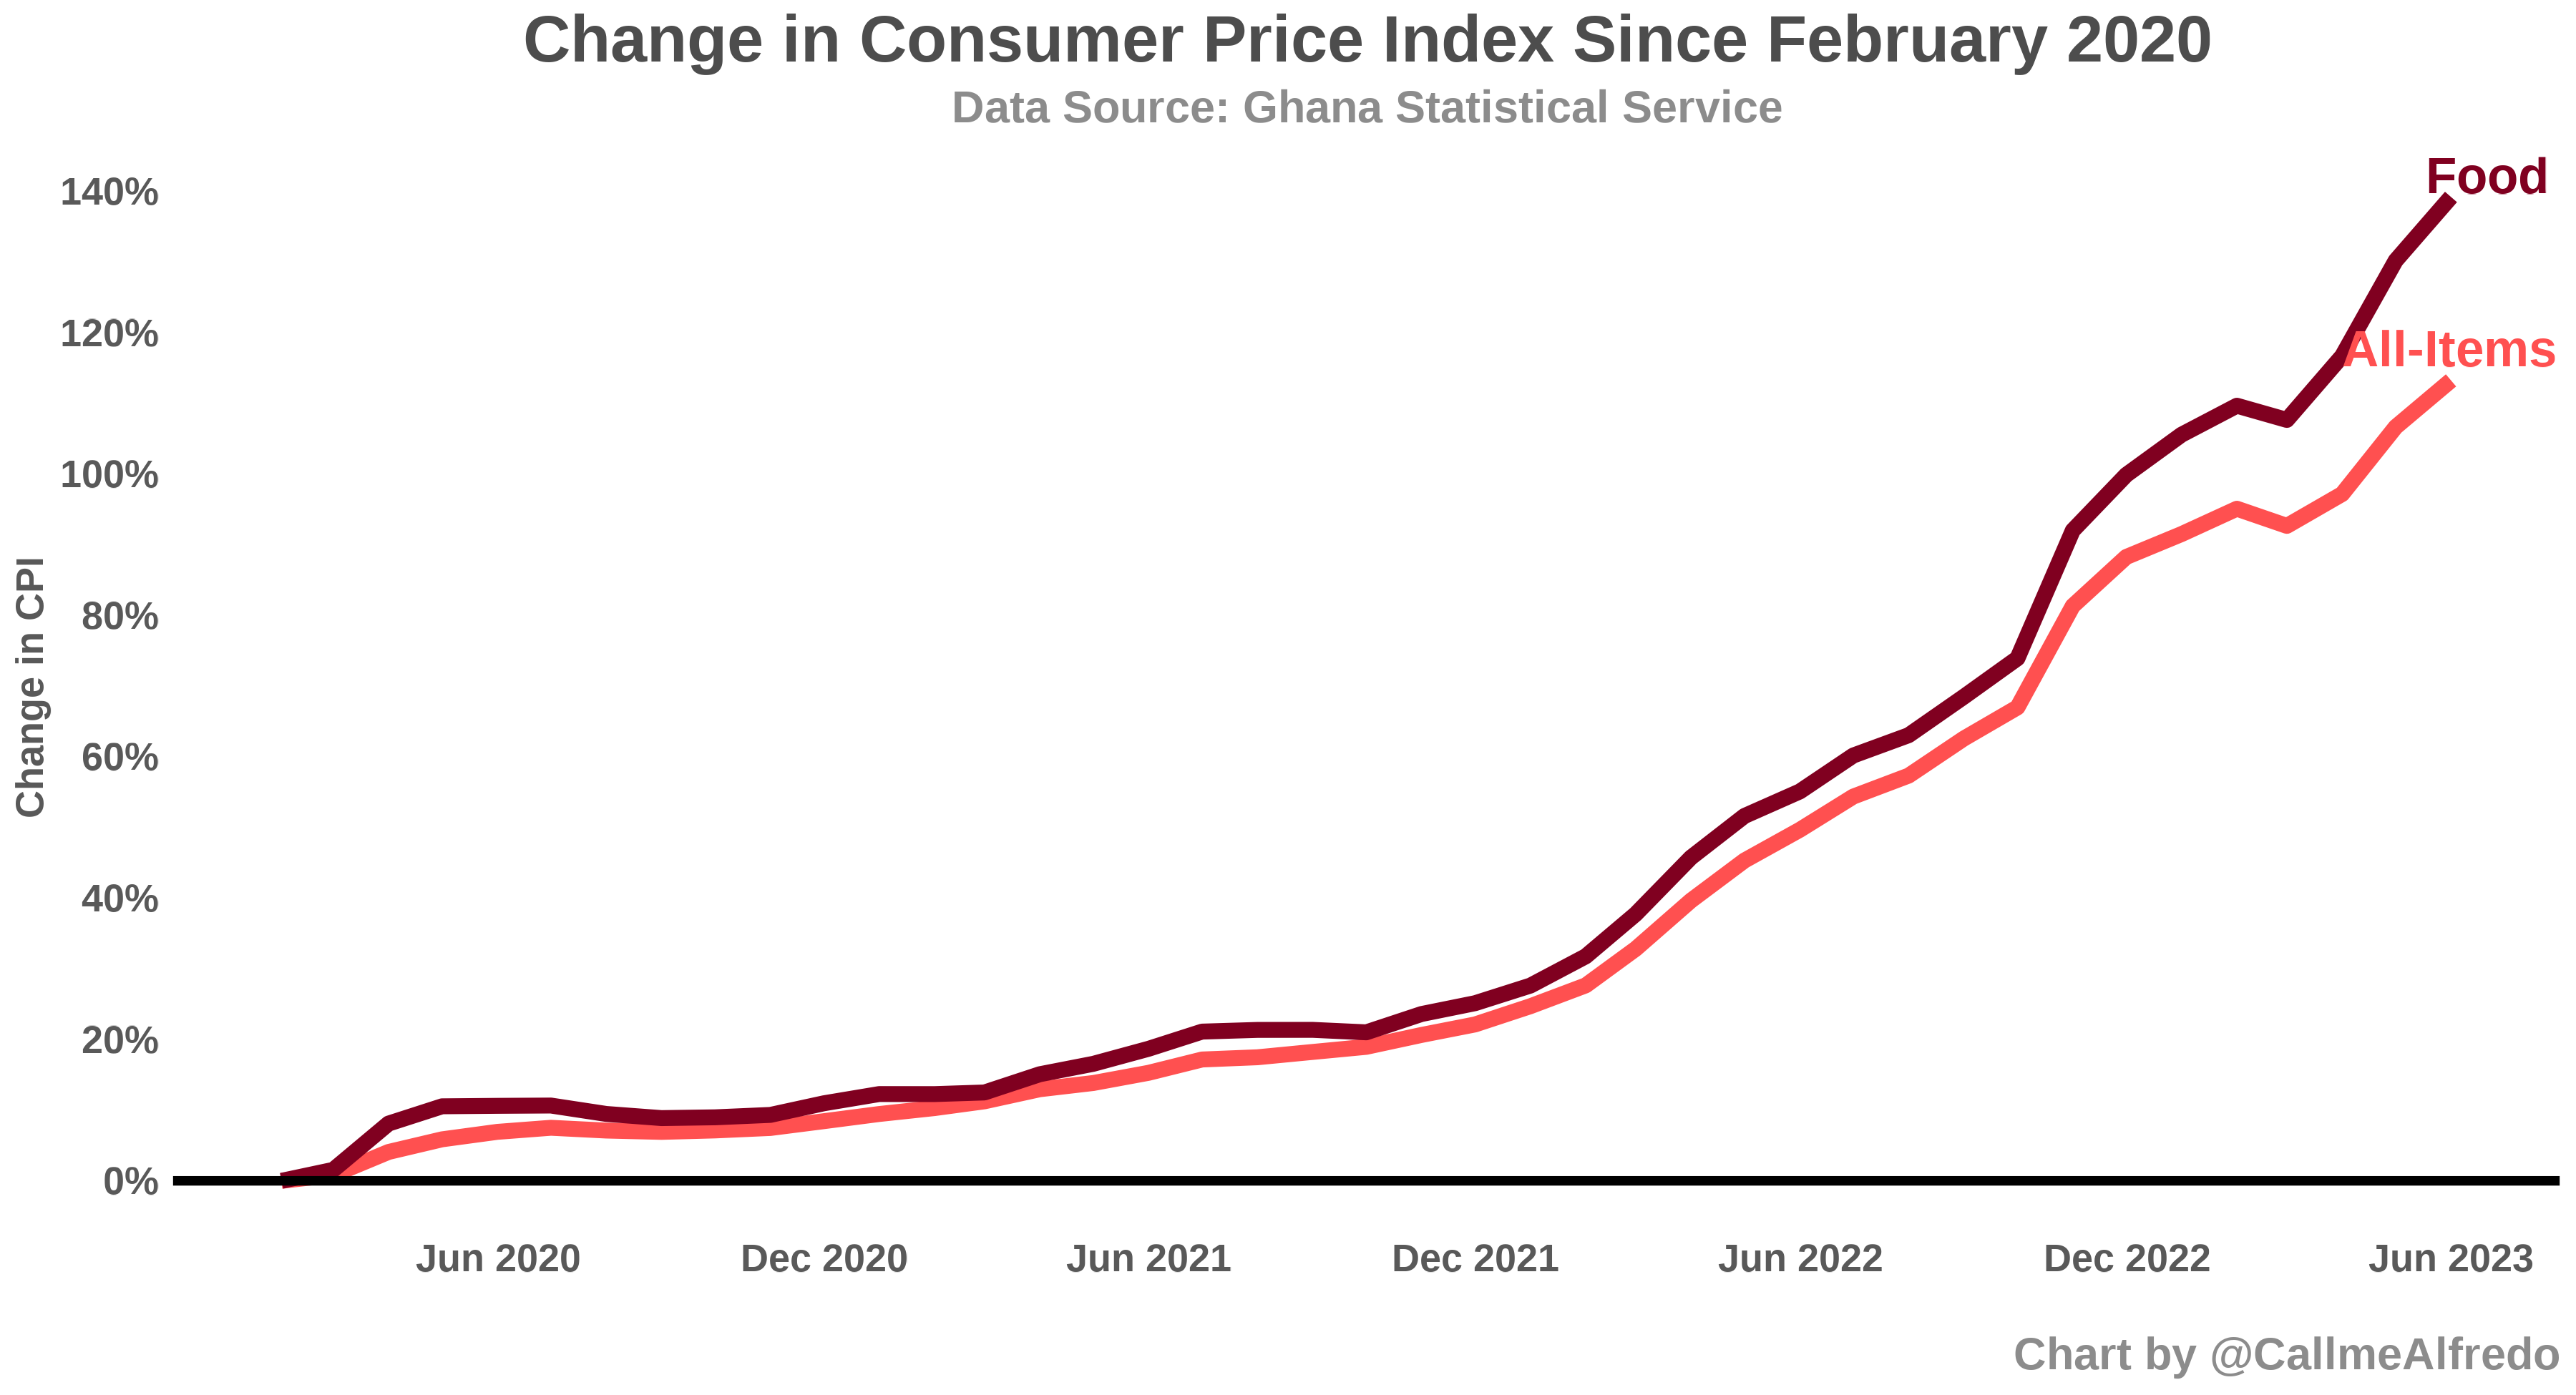 Change in Consumer Price Index Since February 2020
Data Source: Ghana Statistical Service
Food
140%
All-Items
120%
100%
Change in CPI
80%
60%
40%
20%
0%
Jun 2020 Dec 2020 Jun 2021 Dec 2021 Jun 2022 Dec 2022 Jun 2023
Chart by @CallmeAlfredo